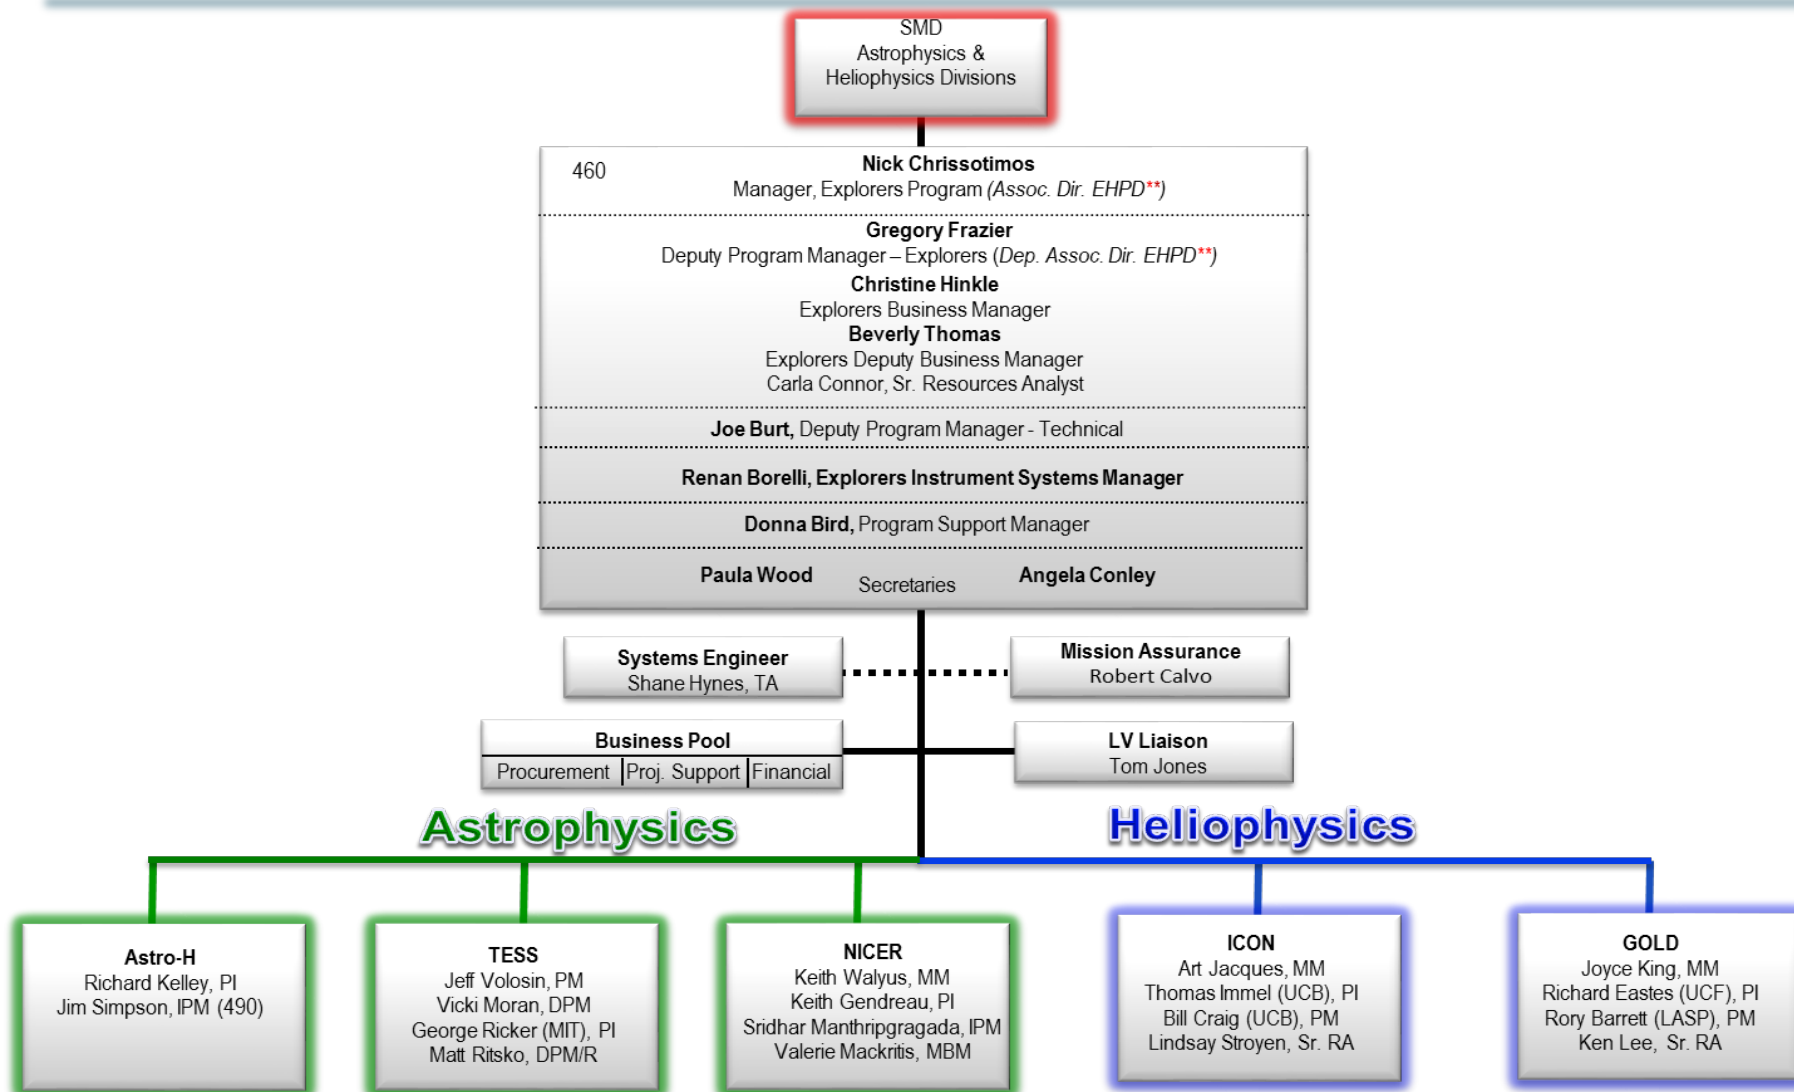 SMD
Astrophysics &
Heliophysics Divisions
460
Nick Chrissotimos
Manager, Explorers Program (Assoc. Dir. EHPD**)
Gregory Frazier
Deputy Program Manager – Explorers (Dep. Assoc. Dir. EHPD**)
Christine Hinkle
Explorers Business Manager
Beverly Thomas
Explorers Deputy Business Manager
Carla Connor, Sr. Resources Analyst
Joe Burt, Deputy Program Manager - Technical
Renan Borelli, Explorers Instrument Systems Manager
Donna Bird, Program Support Manager
Paula Wood Secretaries Angela Conley
Systems Engineer
Shane Hynes, TA
Mission Assurance
Robert Calvo
Business Pool
Procurement Proj. Support Financial
LV Liaison
Tom Jones
Astrophysics
Heliophysics
Astro-H
Richard Kelley, PI
Jim Simpson, IPM (490)
TESS
Jeff Volosin, PM
Vicki Moran, DPM
George Ricker (MIT), PI
Matt Ritsko, DPM/R
NICER
Keith Walyus, MM
Keith Gendreau, PI
Sridhar Manthripgragada, IPM
Valerie Mackritis, MBM
ICON
Art Jacques, MM
Thomas Immel (UCB), PI
Bill Craig (UCB), PM
Lindsay Stroyen, Sr. RA
GOLD
Joyce King, MM
Richard Eastes (UCF), PI
Rory Barrett (LASP), PM
Ken Lee, Sr. RA